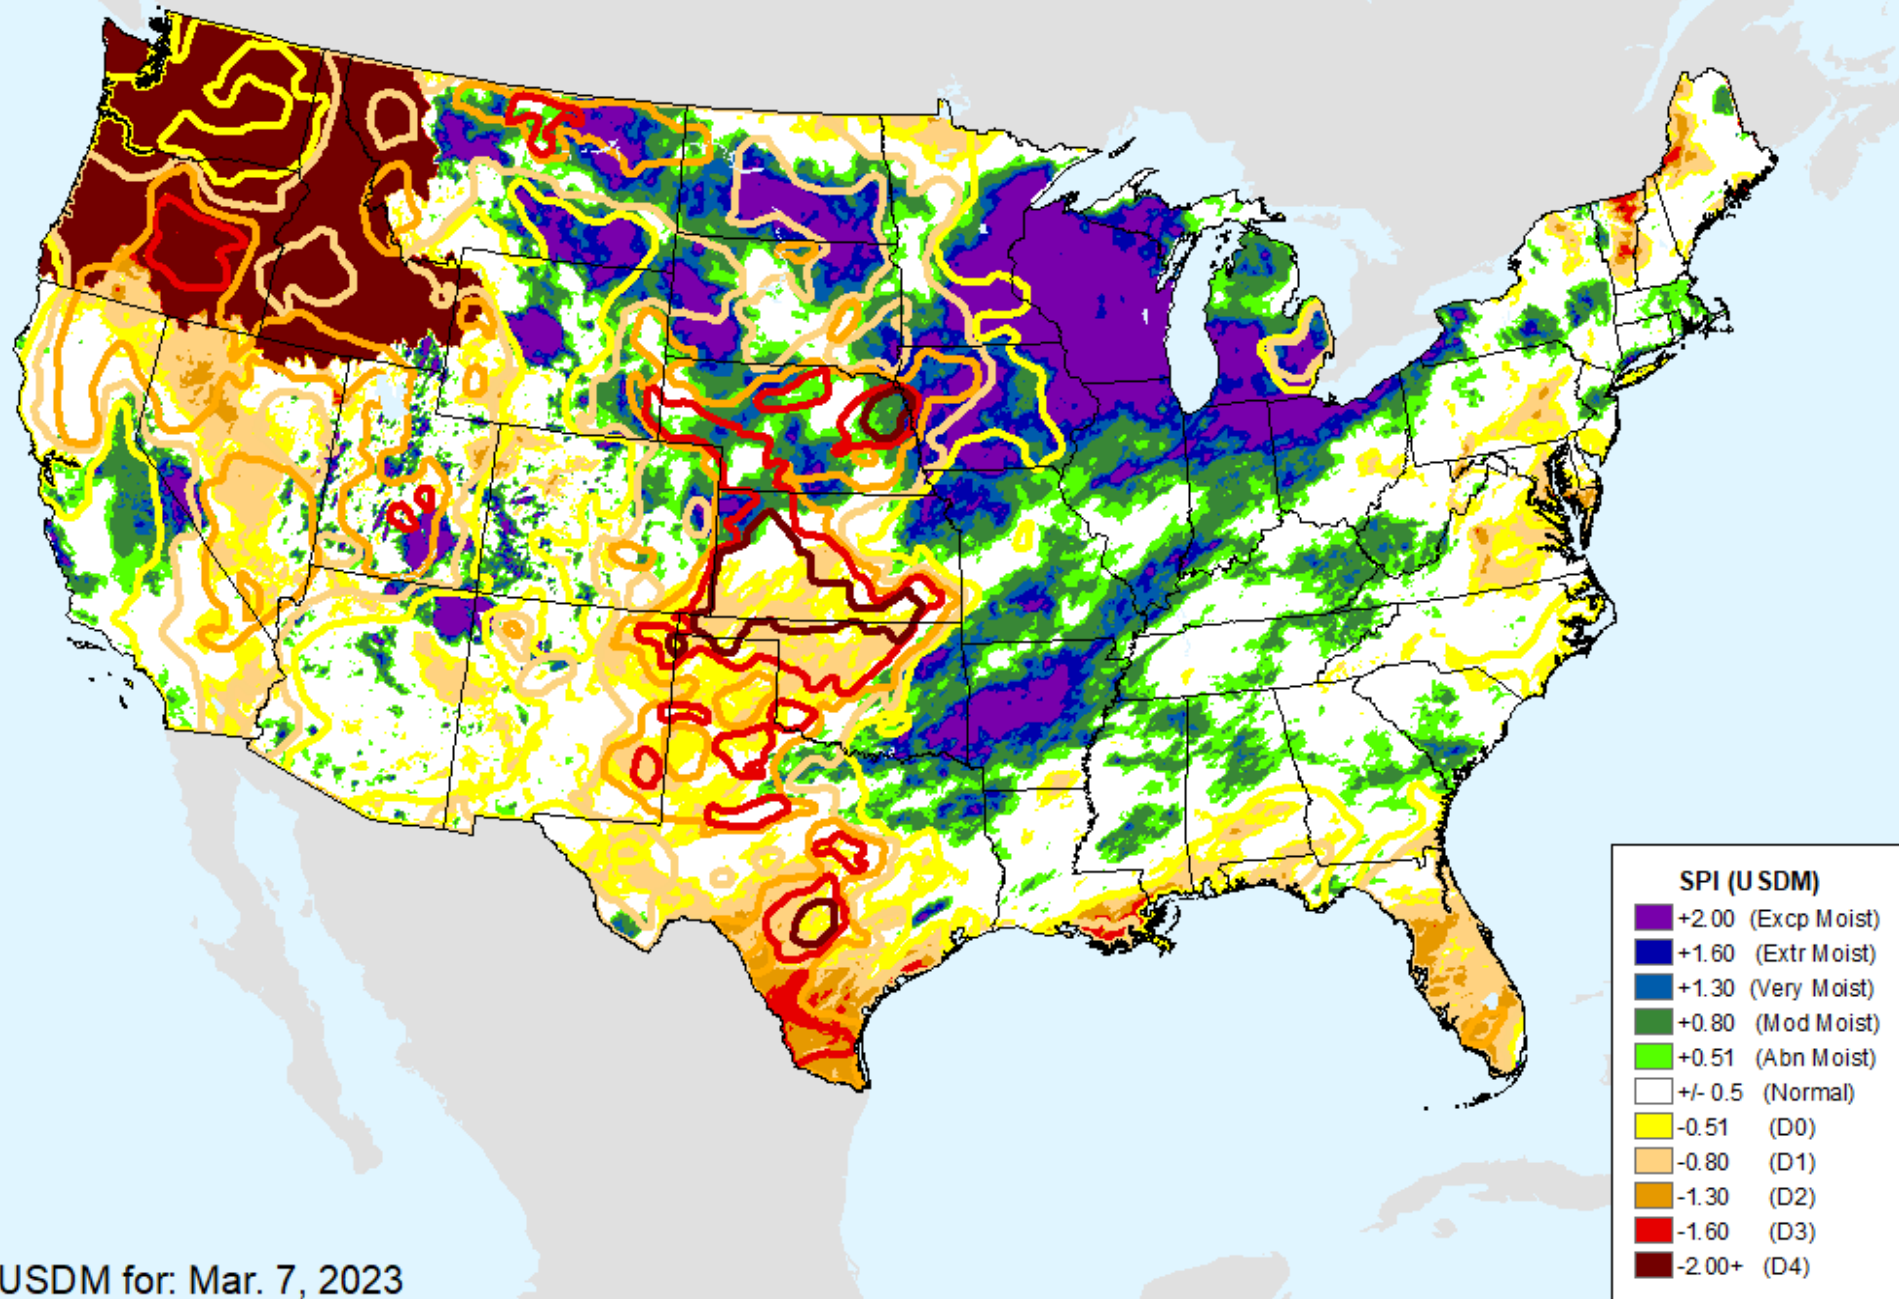 SPI (USDM)
+2.00 (Excp Moist)
+1.60 (Extr Moist)
+1.30 (Very Moist)
+0.80 (Mod Moist)
+0.51 (Abn Moist)
+/- 0.5 (Normal)
-0.51 (D0)
-0.80 (D1)
-1.30 (D2)
-1.60 (D3)
-2.00+ (D4)
USDM for: Mar. 7, 2023